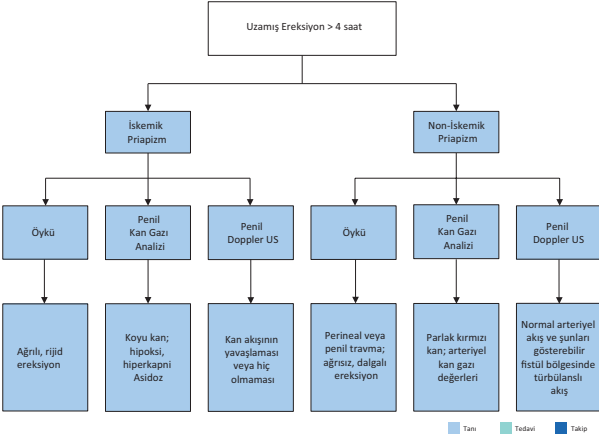 Uzamış Ereksiyon > 4 saat
İskemik
Priapizm
Non-İskemik
Priapizm
Öykü
Penil
Kan Gazı
Analizi
Penil
Doppler US
Öykü
Penil
Kan Gazı
Analizi
Penil
Doppler US
Ağrılı, rijid
ereksiyon
Koyu kan;
hipoksi,
hiperkapni
Asidoz
Kan akışının
yavaşlaması
veya hiç
olmaması
Perineal veya
penil travma;
ağrısız, dalgalı
ereksiyon
Parlak kırmızı
kan; arteriyel
kan gazı
değerleri
Normal arteriyel
akış ve şunları
gösterebilir
fistül bölgesinde
türbülanslı
akış
Tanı
Tedavi
Takip